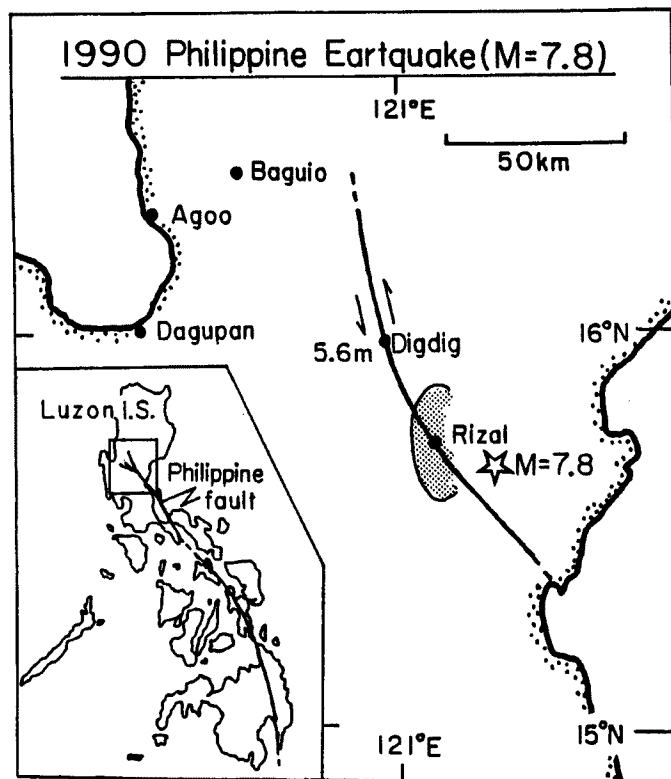 1990 Philippine Eartquake(M=7.8)
121°E
50km
Baguio
Agoo
Dagupan
16°N
5.6m
Digdig
Rizal
M=7.8
Luzon I.S.
Philippine
fault
15°N
121°E